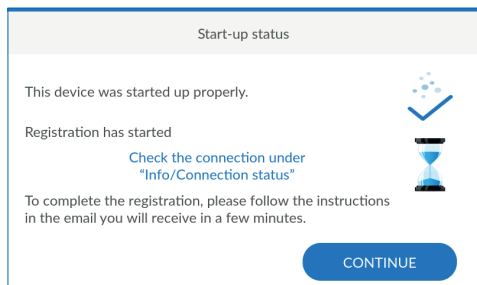 Start-up status
This device was started up properly.
Registration has started
Check the connection under
“Info/Connection status”
To complete the registration, please follow the instructions
in the email you will receive in a few minutes.
CONTINUE